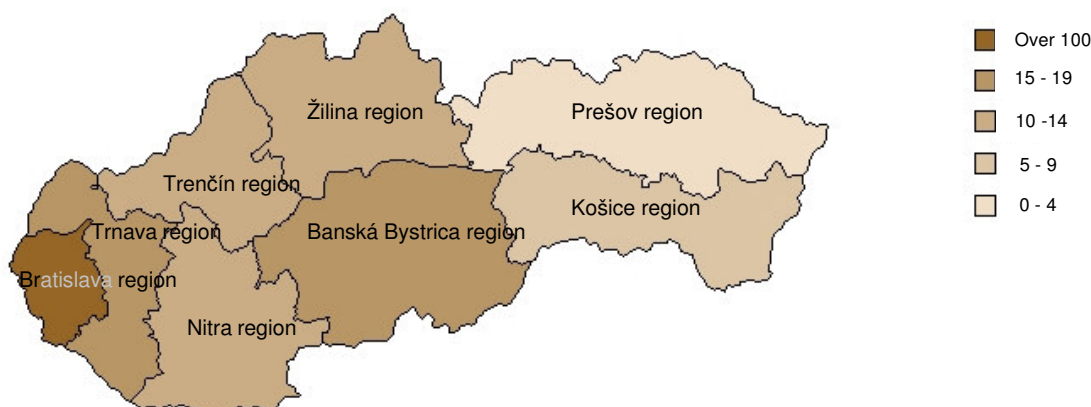 Over 100
15 - 19
10 -14
5 - 9
0 - 4
Žilina region
Prešov region
Trenčín region
Košice region
Trnava region
Banská Bystrica region
Bratislava region
Nitra region